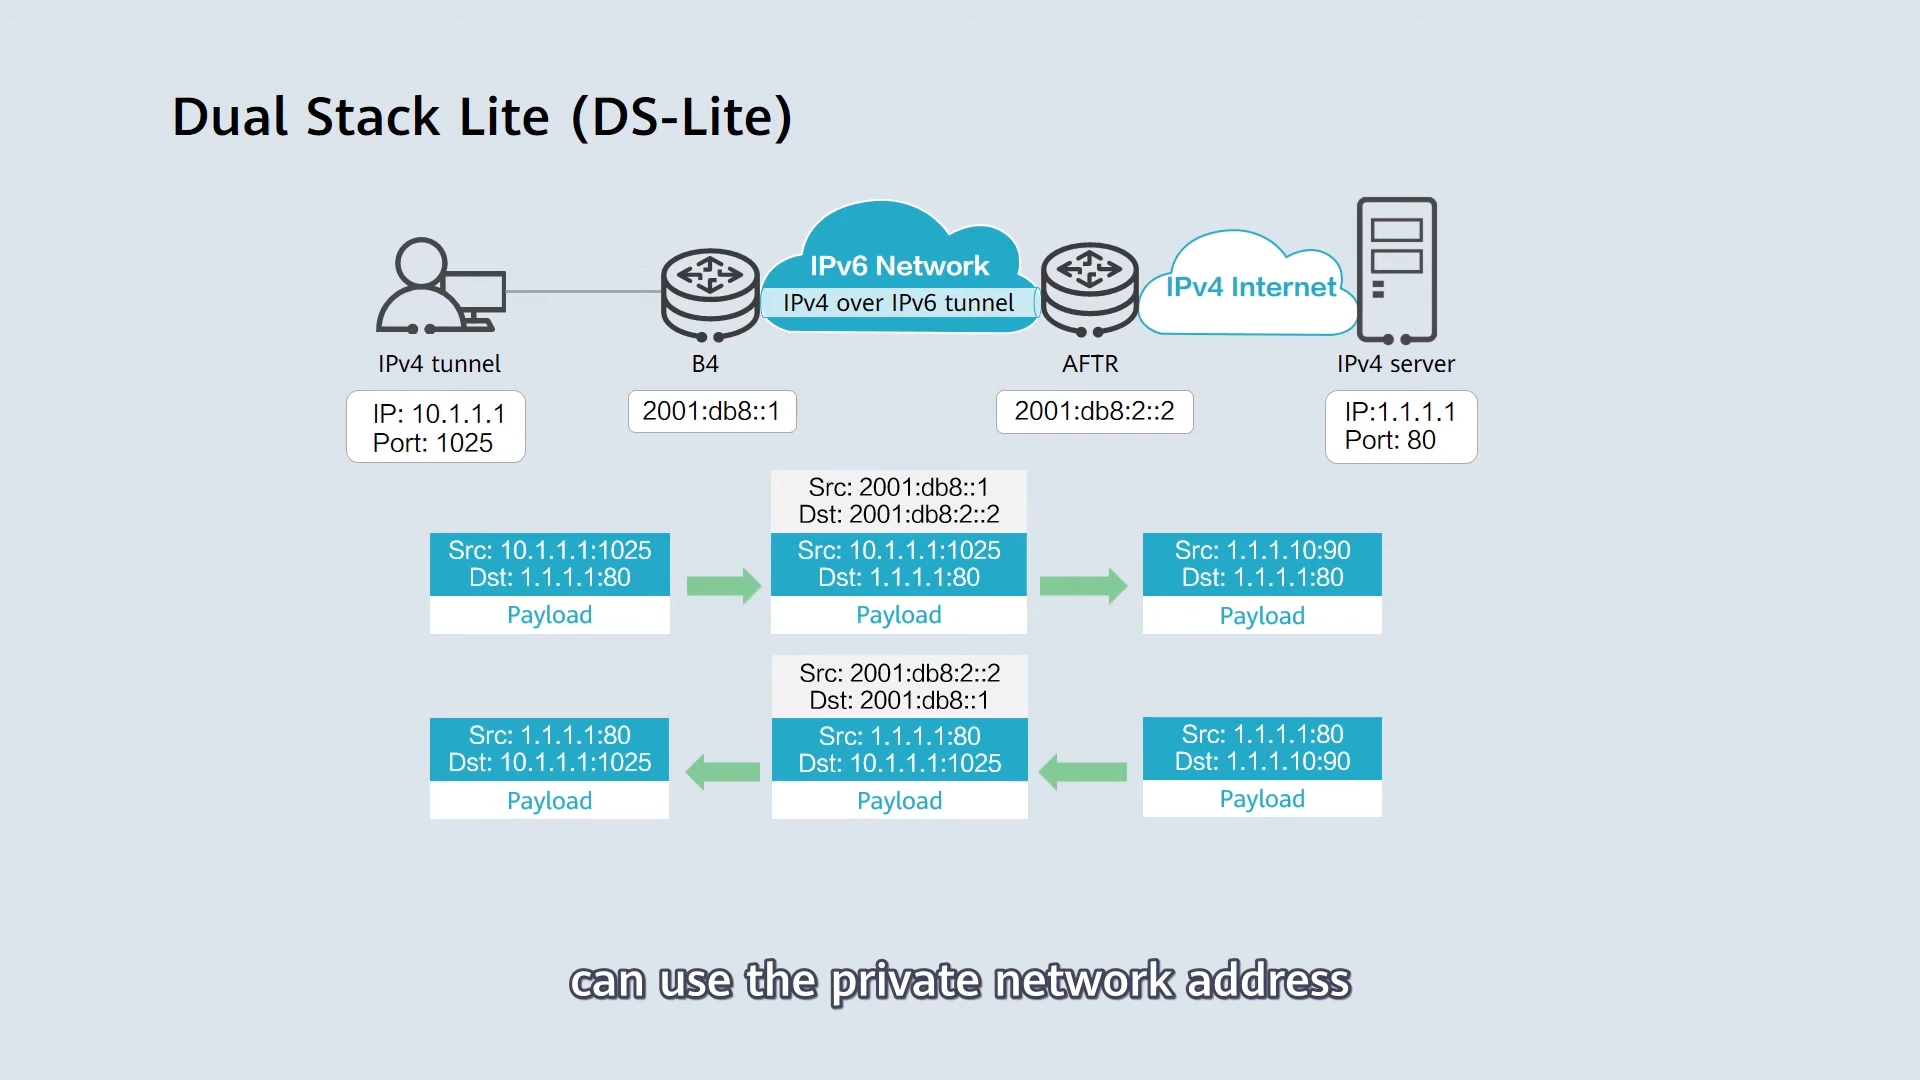 Dual Stack Lite (DS-Lite)
IPv6 Network
IPv4 over IPv6 tunnel
IPv4 Internet
IPv4 tunnel
B4
AFTR
IPv4 server
IP: 10.1.1.1
Port: 1025
2001:db8::1
2001:db8:2::2
IP:1.1.1.1
Port: 80
Src: 10.1.1.1:1025
Dst: 1.1.1.1:80
Payload
Src: 2001:db8::1
Dst: 2001:db8:2::2
Src: 10.1.1.1:1025
Dst: 1.1.1.1:80
Payload
Src: 1.1.1.10:90
Dst: 1.1.1.1:80
Payload
Src: 1.1.1.1:80
Dst: 10.1.1.1:1025
Payload
Src: 2001:db8:2::2
Dst: 2001:db8::1
Src: 1.1.1.1:80
Dst: 10.1.1.1:1025
Payload
Src: 1.1.1.1:80
Dst: 1.1.1.10:90
Payload
can use the private network address